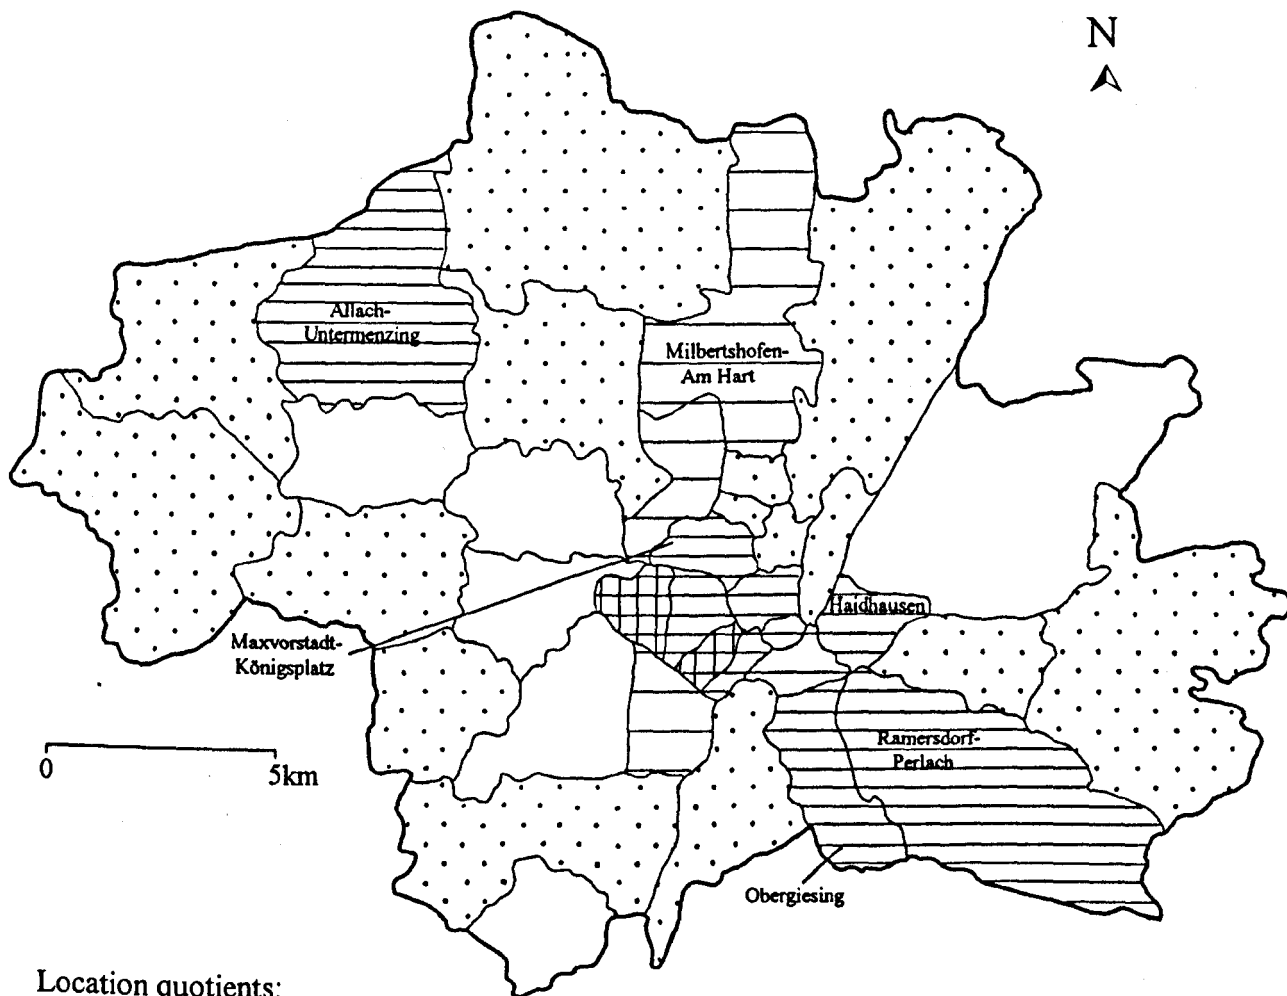 N
Allach-
Untermenzing
Milbertshofen-
Am Hart
Haidhausen
Maxvorstadt-
Königsplatz
Ramersdorf-
Perlach
0
5km
Obergiesing
Location quotients: